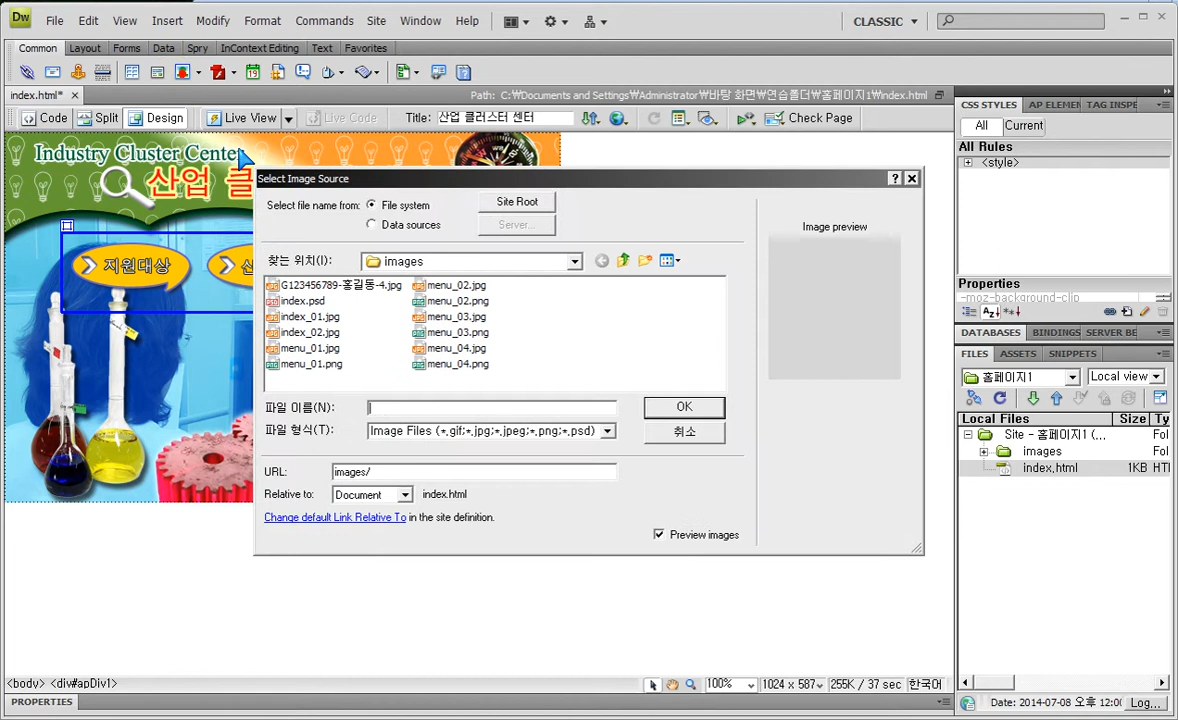 Dw File Edit View Insert Modify Format Commands Site Window Help CLASSIC
Common Layout Forms Data Spry InContext Editing Text Favorites
index.html* Path: C:₩Documents and Settings₩Administrator₩바탕 화면₩연습폴더₩홈페이지1₩index.html
Code Split Design Live View Live Code Title: 산업 클러스터 센터 Check Page
Industry Cluster Center
산업 클
지원대상
Select Image Source
Select file name from: File system Site Root
Data sources Server...
찾는 위치(I): images
G123456789-홍길동-4.jpg menu_02.jpg
index.psd menu_02.png
index_01.jpg menu_03.jpg
index_02.jpg menu_03.png
menu_01.jpg menu_04.jpg
menu_01.png menu_04.png
파일 이름(N): OK
파일 형식(T): Image Files (*.gif;*.jpg;*.jpeg;*.png;*.psd) 취소
URL: images/
Relative to: Document index.html
Change default Link Relative To in the site definition.
Preview images
Image preview
CSS STYLES AP ELEMEN TAG INSPE
All Current
All Rules
<style>
Properties
-moz-background-clip
DATABASES BINDINGS SERVER BE
FILES ASSETS SNIPPETS
홈페이지1 Local view
Local Files Size Ty
Site - 홈페이지1 (... Fol
images Fol
index.html 1KB HT
<body> <div#apDiv1> 100% 1024 x 587 255K / 37 sec 한국어
PROPERTIES Date: 2014-07-08 오후 12:00 Log...